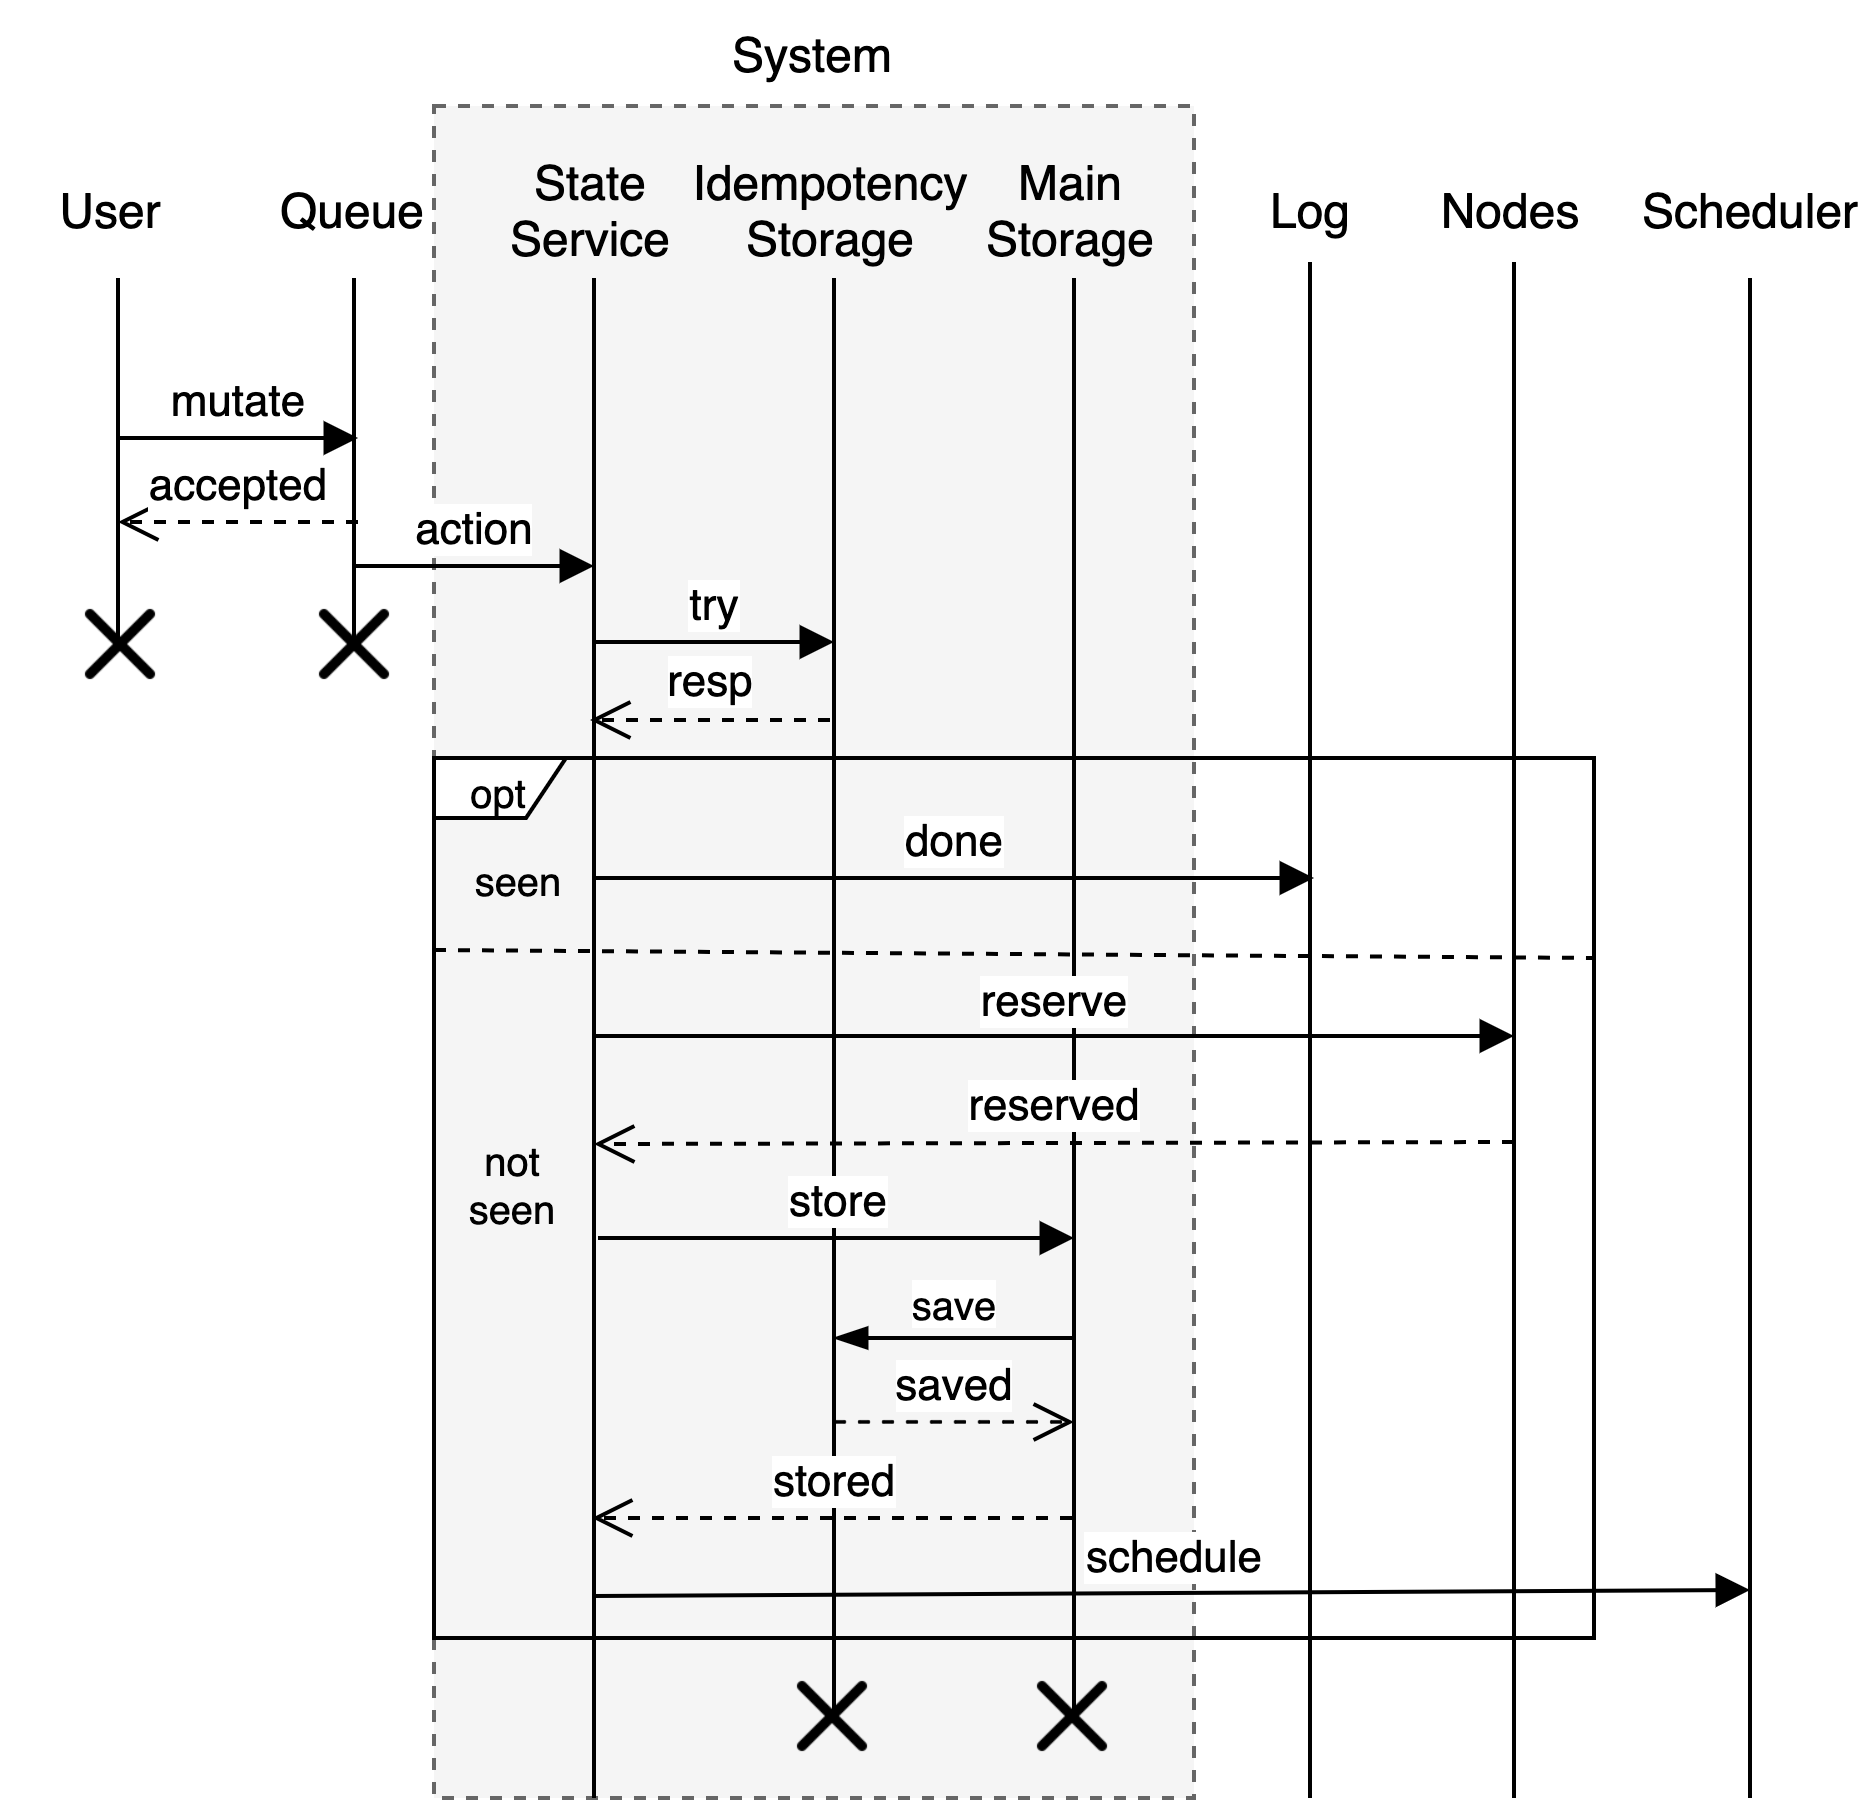 System
User
Queue
State
Service
Idempotency
Storage
Main
Storage
Log
Nodes
Scheduler
mutate
accepted
action
try
resp
opt
done
seen
reserve
reserved
not
seen
store
save
saved
stored
schedule